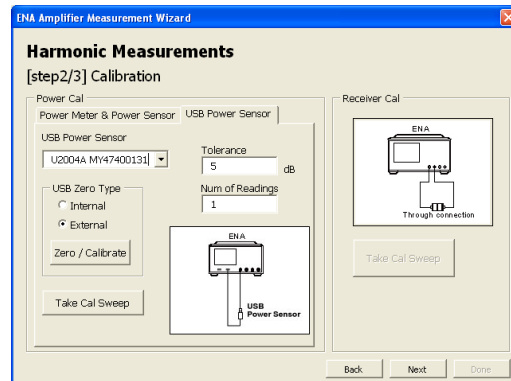 ENA Amplifier Measurement Wizard
Harmonic Measurements
[step2/3] Calibration
Power Cal
Power Meter & Power Sensor
USB Power Sensor
USB Power Sensor
U2004A MY47400131
Tolerance
5
dB
USB Zero Type
Internal
External
Zero / Calibrate
Num of Readings
1
Take Cal Sweep
ENA
USB
Power Sensor
Receiver Cal
ENA
Through connection
Take Cal Sweep
Back
Next
Done